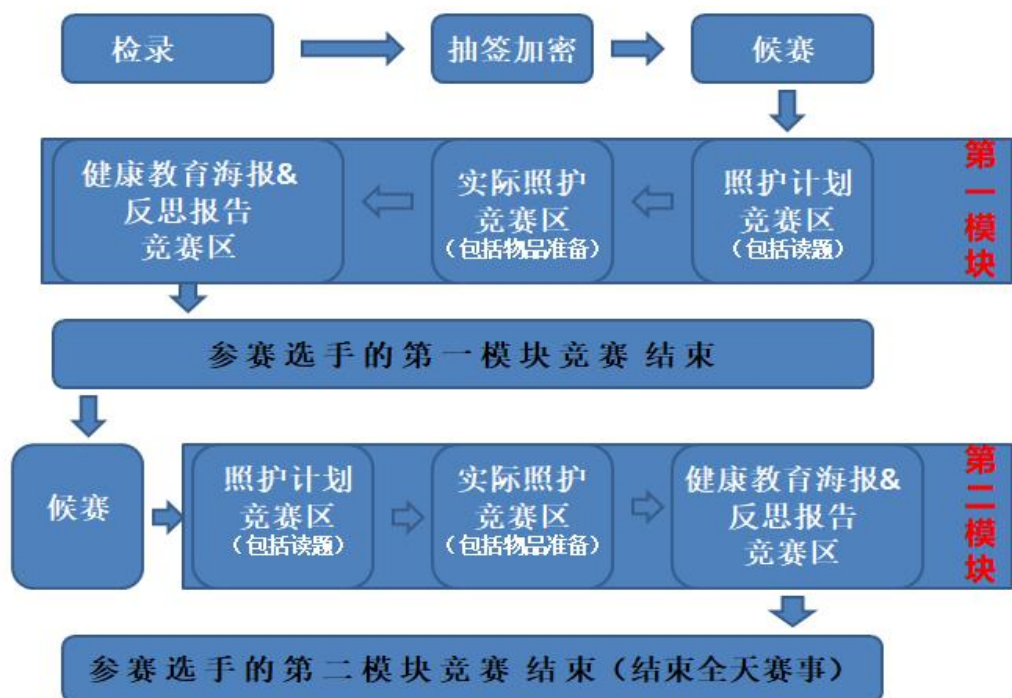 检录
抽签加密
候赛
第一模块
照护计划
竞赛区
（包括读题）
实际照护
竞赛区
（包括物品准备）
健康教育海报&
反思报告
竞赛区
参赛选手的第一模块竞赛 结束
候赛
照护计划
竞赛区
（包括读题）
实际照护
竞赛区
（包括物品准备）
健康教育海报&
反思报告
竞赛区
第二模块
参赛选手的第二模块竞赛 结束（结束全天赛事）